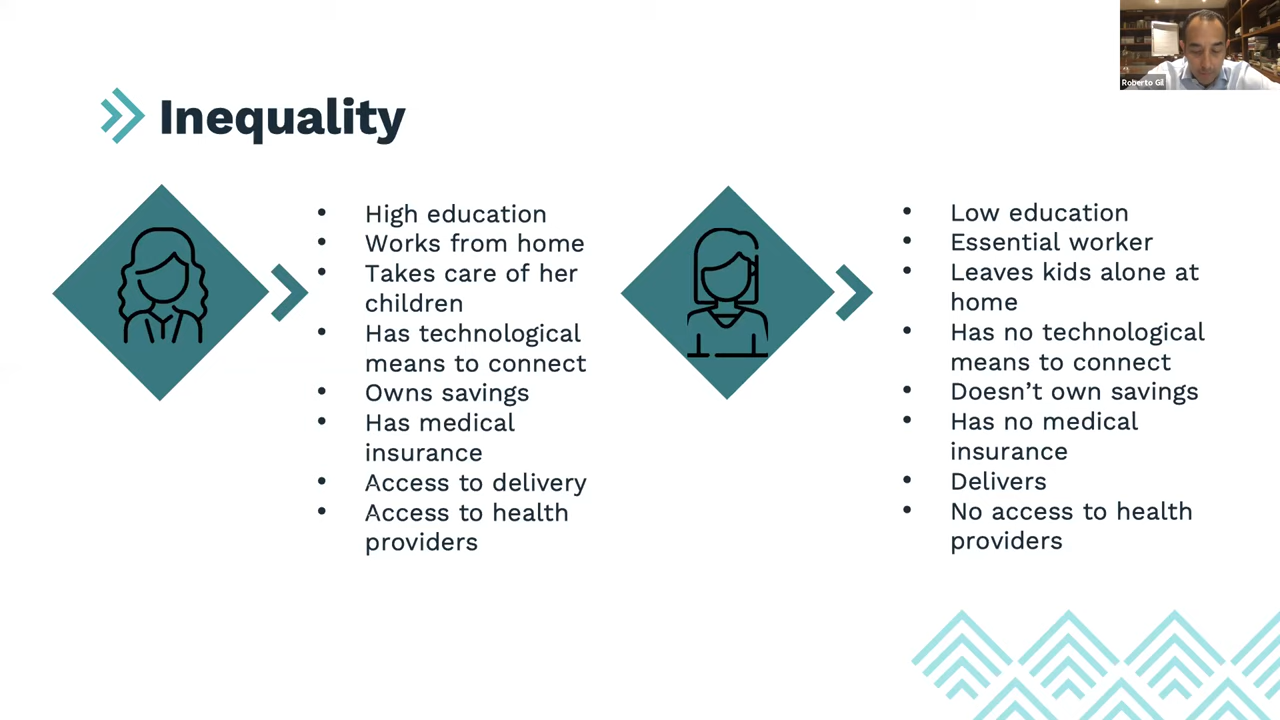 Roberto Gil
Inequality
• High education
• Works from home
• Takes care of her
children
• Has technological
means to connect
• Owns savings
• Has medical
insurance
• Access to delivery
• Access to health
providers
• Low education
• Essential worker
• Leaves kids alone at
home
• Has no technological
means to connect
• Doesn’t own savings
• Has no medical
insurance
• Delivers
• No access to health
providers